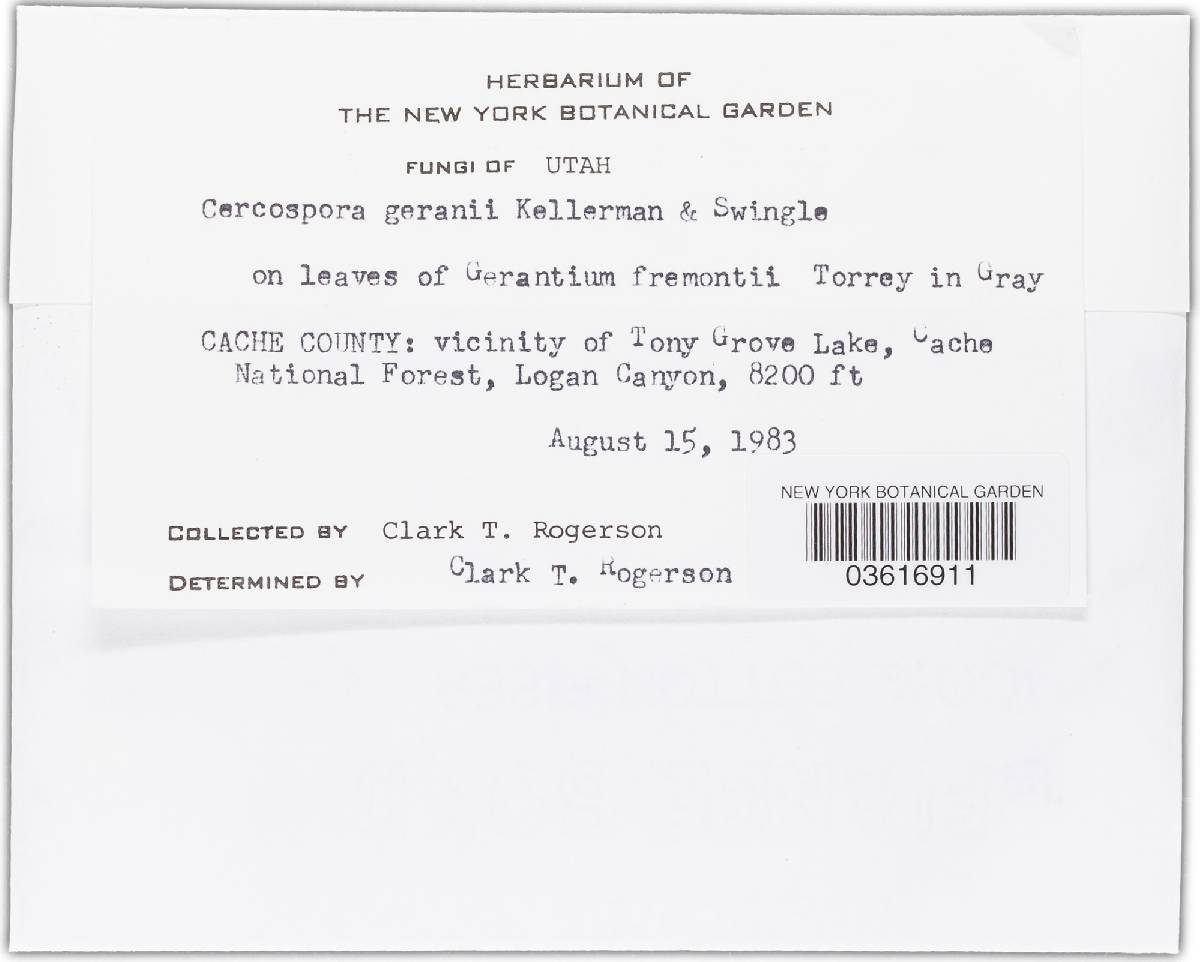 HERBARIUM OF
THE NEW YORK BOTANICAL GARDEN
FUNGI OF UTAH
Cercospora geranii Kellerman & Swingle
on leaves of Gerantium fremontii Torrey in Gray
CACHE COUNTY: vicinity of Tony Grove Lake, Cache
National Forest, Logan Canyon, 8200 ft
August 15, 1983
NEW YORK BOTANICAL GARDEN
03616911
COLLECTED BY Clark T. Rogerson
DETERMINED BY Clark T. Rogerson